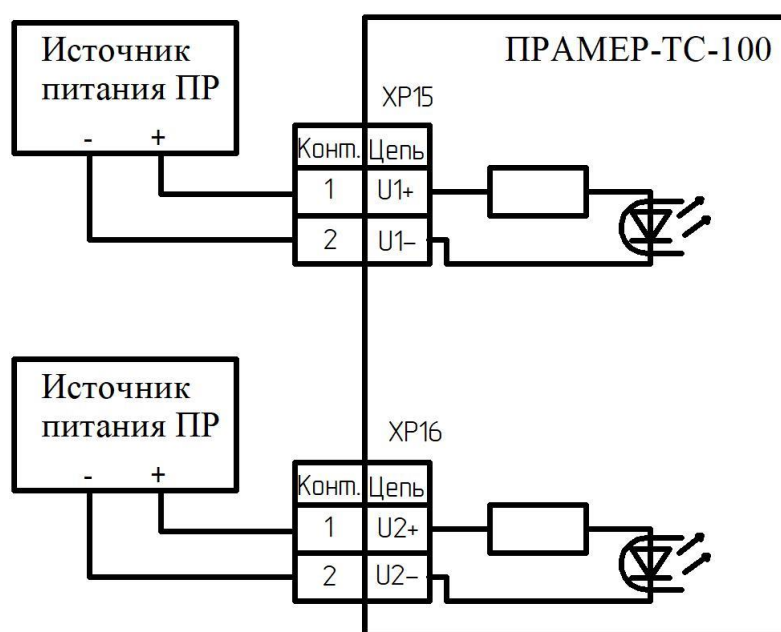 Источник
питания ПР
- +
ПРАМЕР-ТС-100
XP15
Конт. Цепь
1 U1+
2 U1-
Источник
питания ПР
- +
XP16
Конт. Цепь
1 U2+
2 U2-